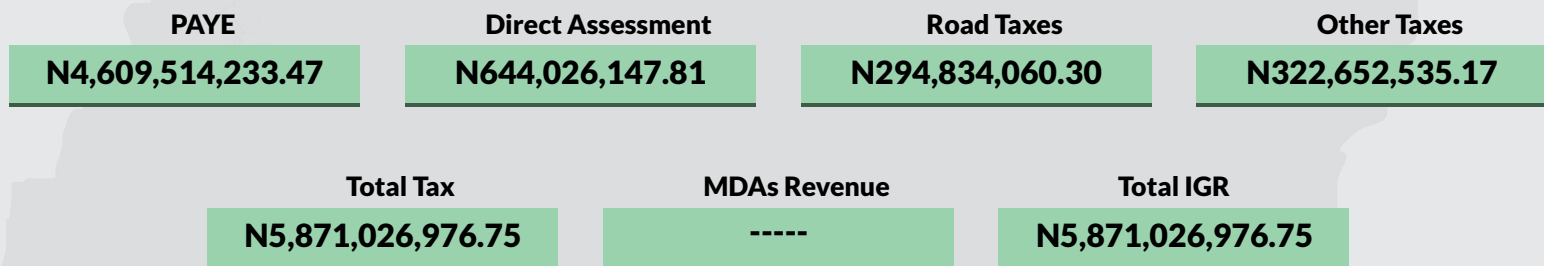 PAYE Direct Assessment Road Taxes Other Taxes
N4,609,514,233.47 N644,026,147.81 N294,834,060.30 N322,652,535.17
Total Tax MDAs Revenue Total IGR
N5,871,026,976.75 ----- N5,871,026,976.75